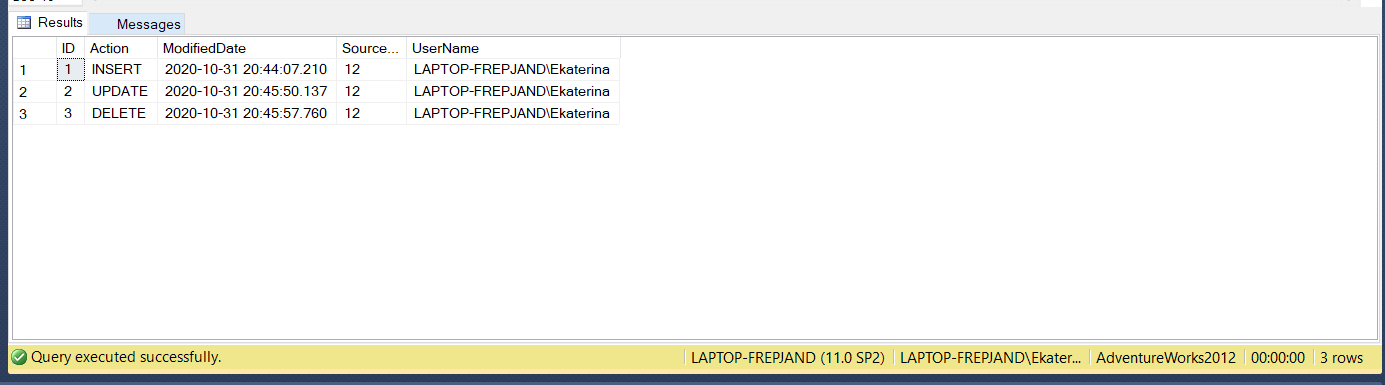 Results Messages
ID Action ModifiedDate Source... UserName
1 1 INSERT 2020-10-31 20:44:07.210 12 LAPTOP-FREPJAND\Ekaterina
2 2 UPDATE 2020-10-31 20:45:50.137 12 LAPTOP-FREPJAND\Ekaterina
3 3 DELETE 2020-10-31 20:45:57.760 12 LAPTOP-FREPJAND\Ekaterina
Query executed successfully. LAPTOP-FREPJAND (11.0 SP2) LAPTOP-FREPJAND\Ekater... AdventureWorks2012 00:00:00 3 rows